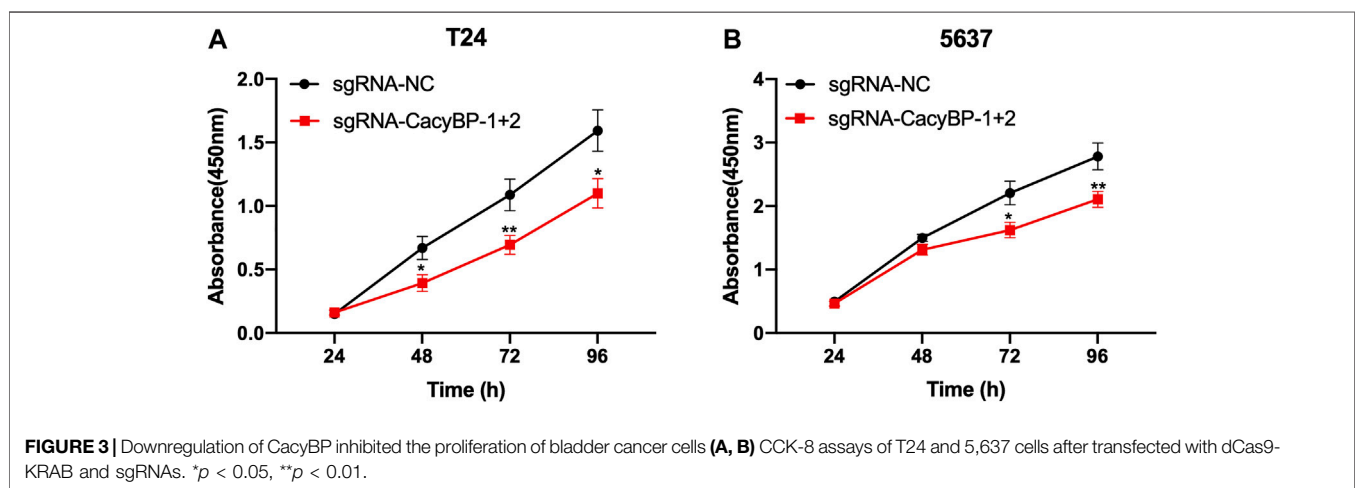 A
T24
sgRNA-NC
sgRNA-CacyBP-1+2
Absorbance(450nm)
2.0
1.5
1.0
0.5
0.0
*
**
*
24 48 72 96
Time (h)
B
5637
sgRNA-NC
sgRNA-CacyBP-1+2
Absorbance(450nm)
4
3
2
1
0
*
**
24 48 72 96
Time (h)
FIGURE 3 | Downregulation of CacyBP inhibited the proliferation of bladder cancer cells (A, B) CCK-8 assays of T24 and 5,637 cells after transfected with dCas9-
KRAB and sgRNAs. *p < 0.05, **p < 0.01.